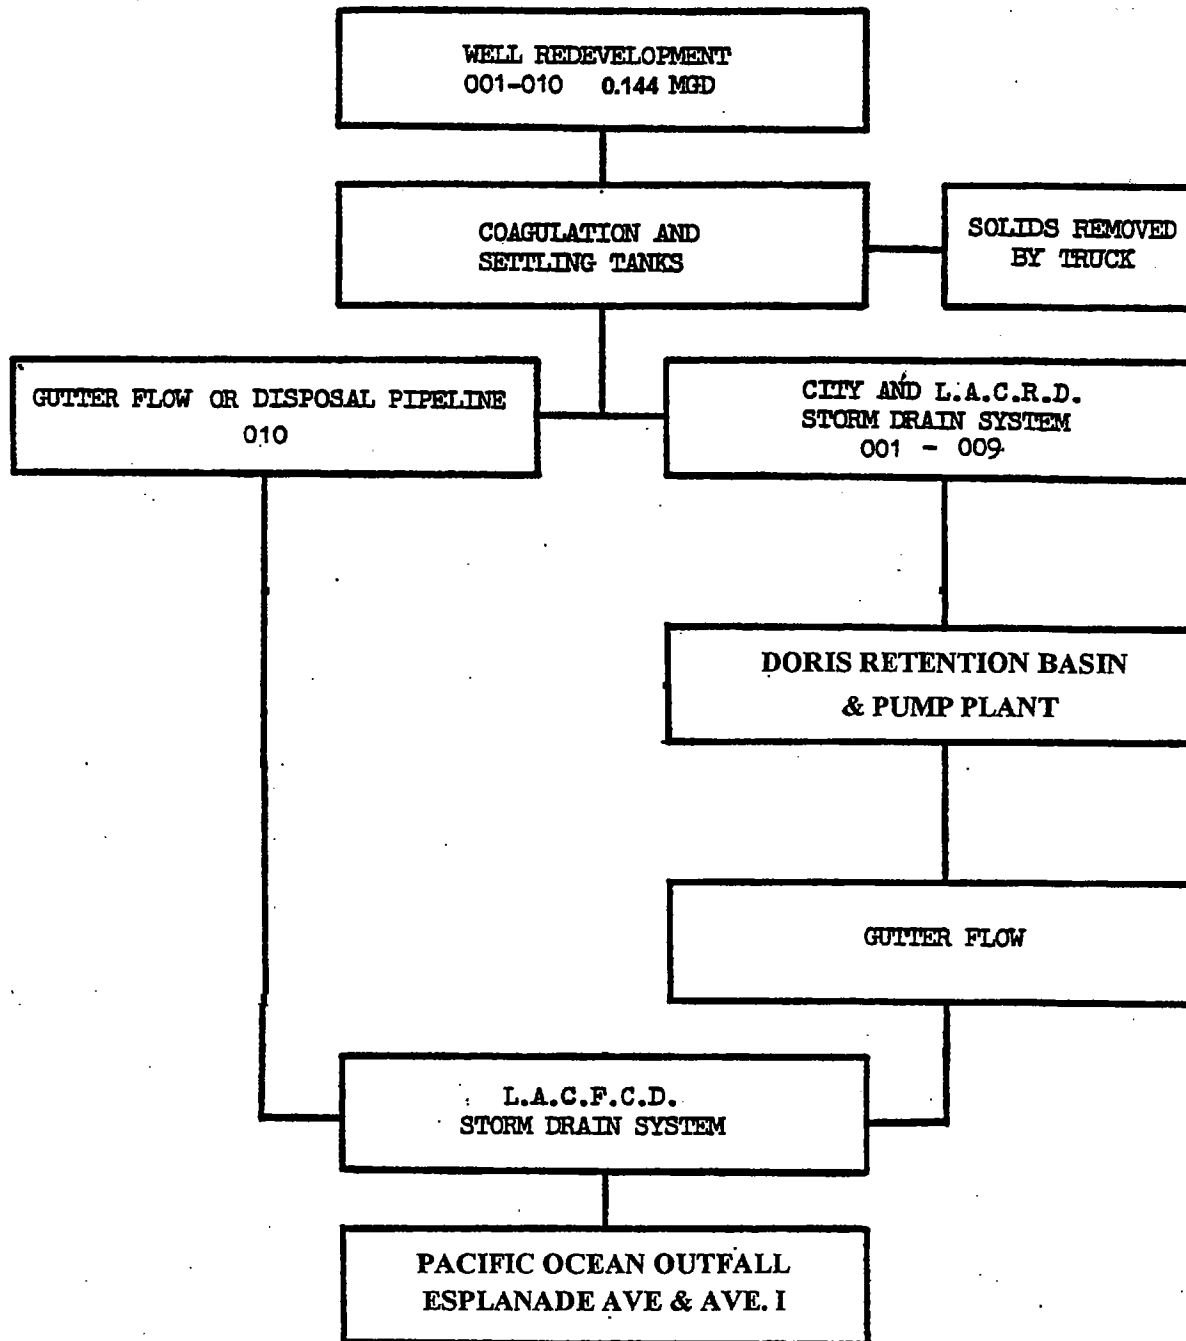 WELL REDEVELOPMENT
001-010 0.144 MGD
COAGULATION AND
SETTLING TANKS
SOLIDS REMOVED
BY TRUCK
GUTTER FLOW OR DISPOSAL PIPELINE
010
CITY AND L.A.C.R.D.
STORM DRAIN SYSTEM
001 - 009
DORIS RETENTION BASIN
& PUMP PLANT
GUTTER FLOW
L.A.C.F.C.D.
STORM DRAIN SYSTEM
PACIFIC OCEAN OUTFALL
ESPLANADE AVE & AVE. I